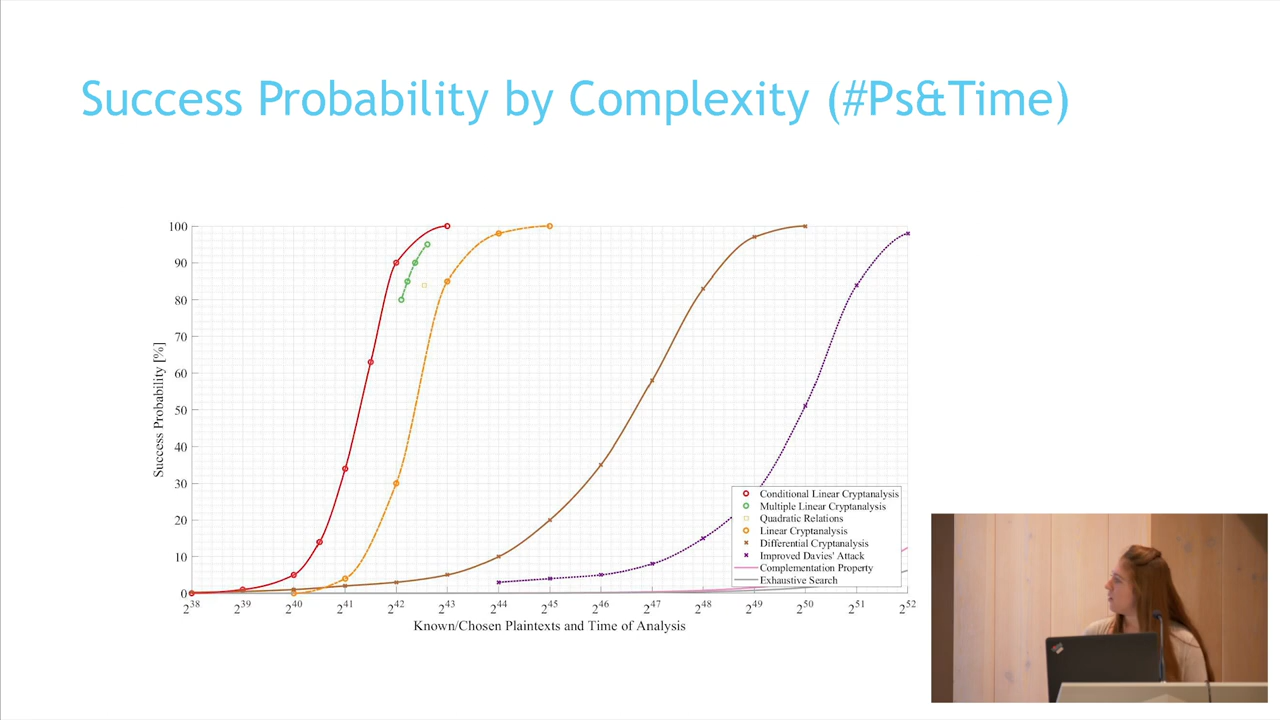 Success Probability by Complexity (#Ps&Time)
100
90
80
70
60
50
40
30
20
10
0
Success Probability [%]
2^38 2^39 2^40 2^41 2^42 2^43 2^44 2^45 2^46 2^47 2^48 2^49 2^50 2^51 2^52
Known/Chosen Plaintexts and Time of Analysis
Conditional Linear Cryptanalysis
Multiple Linear Cryptanalysis
Quadratic Relations
Linear Cryptanalysis
Differential Cryptanalysis
Improved Davies' Attack
Complementation Property
Exhaustive Search